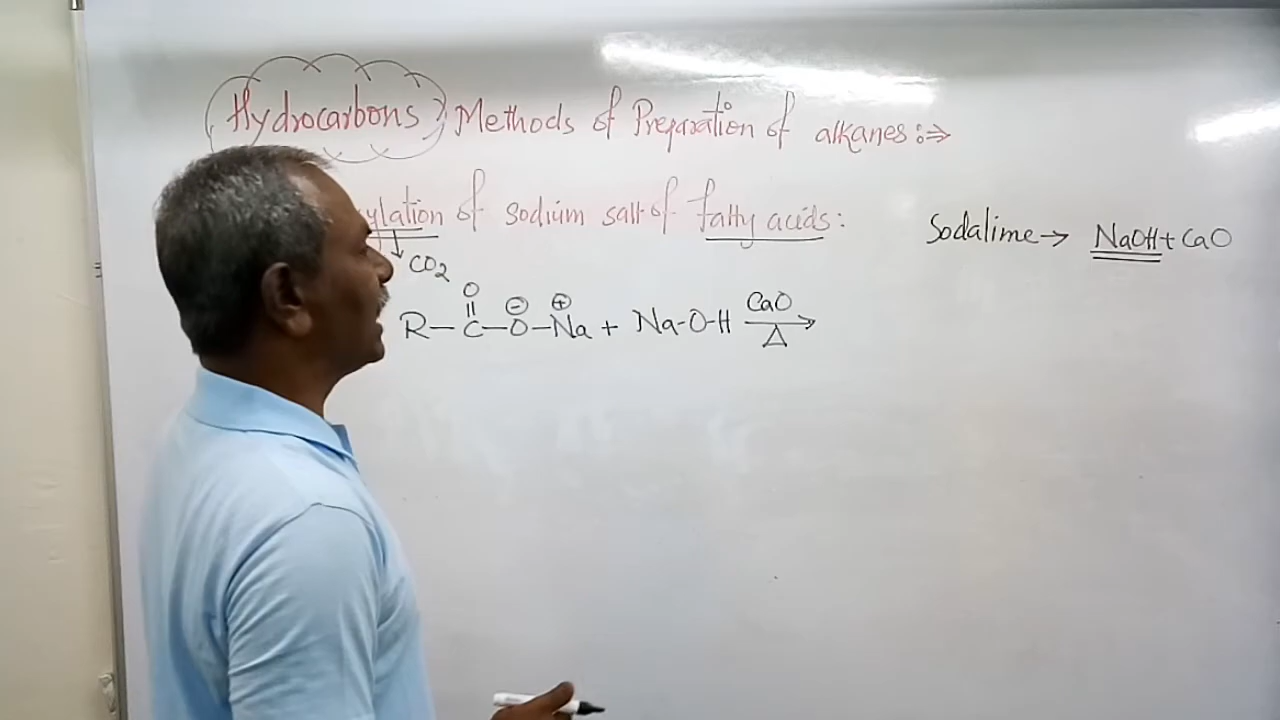 Hydrocarbons Methods of Preparation of alkanes:⇒
ylation of Sodium salt of fatty acids:
CO2
Sodalime → NaOH + CaO
O ⊖ ⊕ CaO
R–C–O–Na + Na-O-H →
Δ